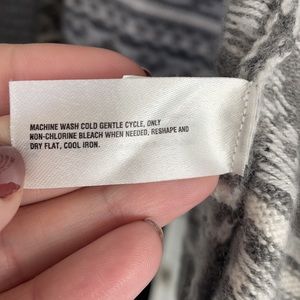 MACHINE WASH COLD GENTLE CYCLE, ONLY
NON-CHLORINE BLEACH WHEN NEEDED, RESHAPE AND
DRY FLAT, COOL IRON.